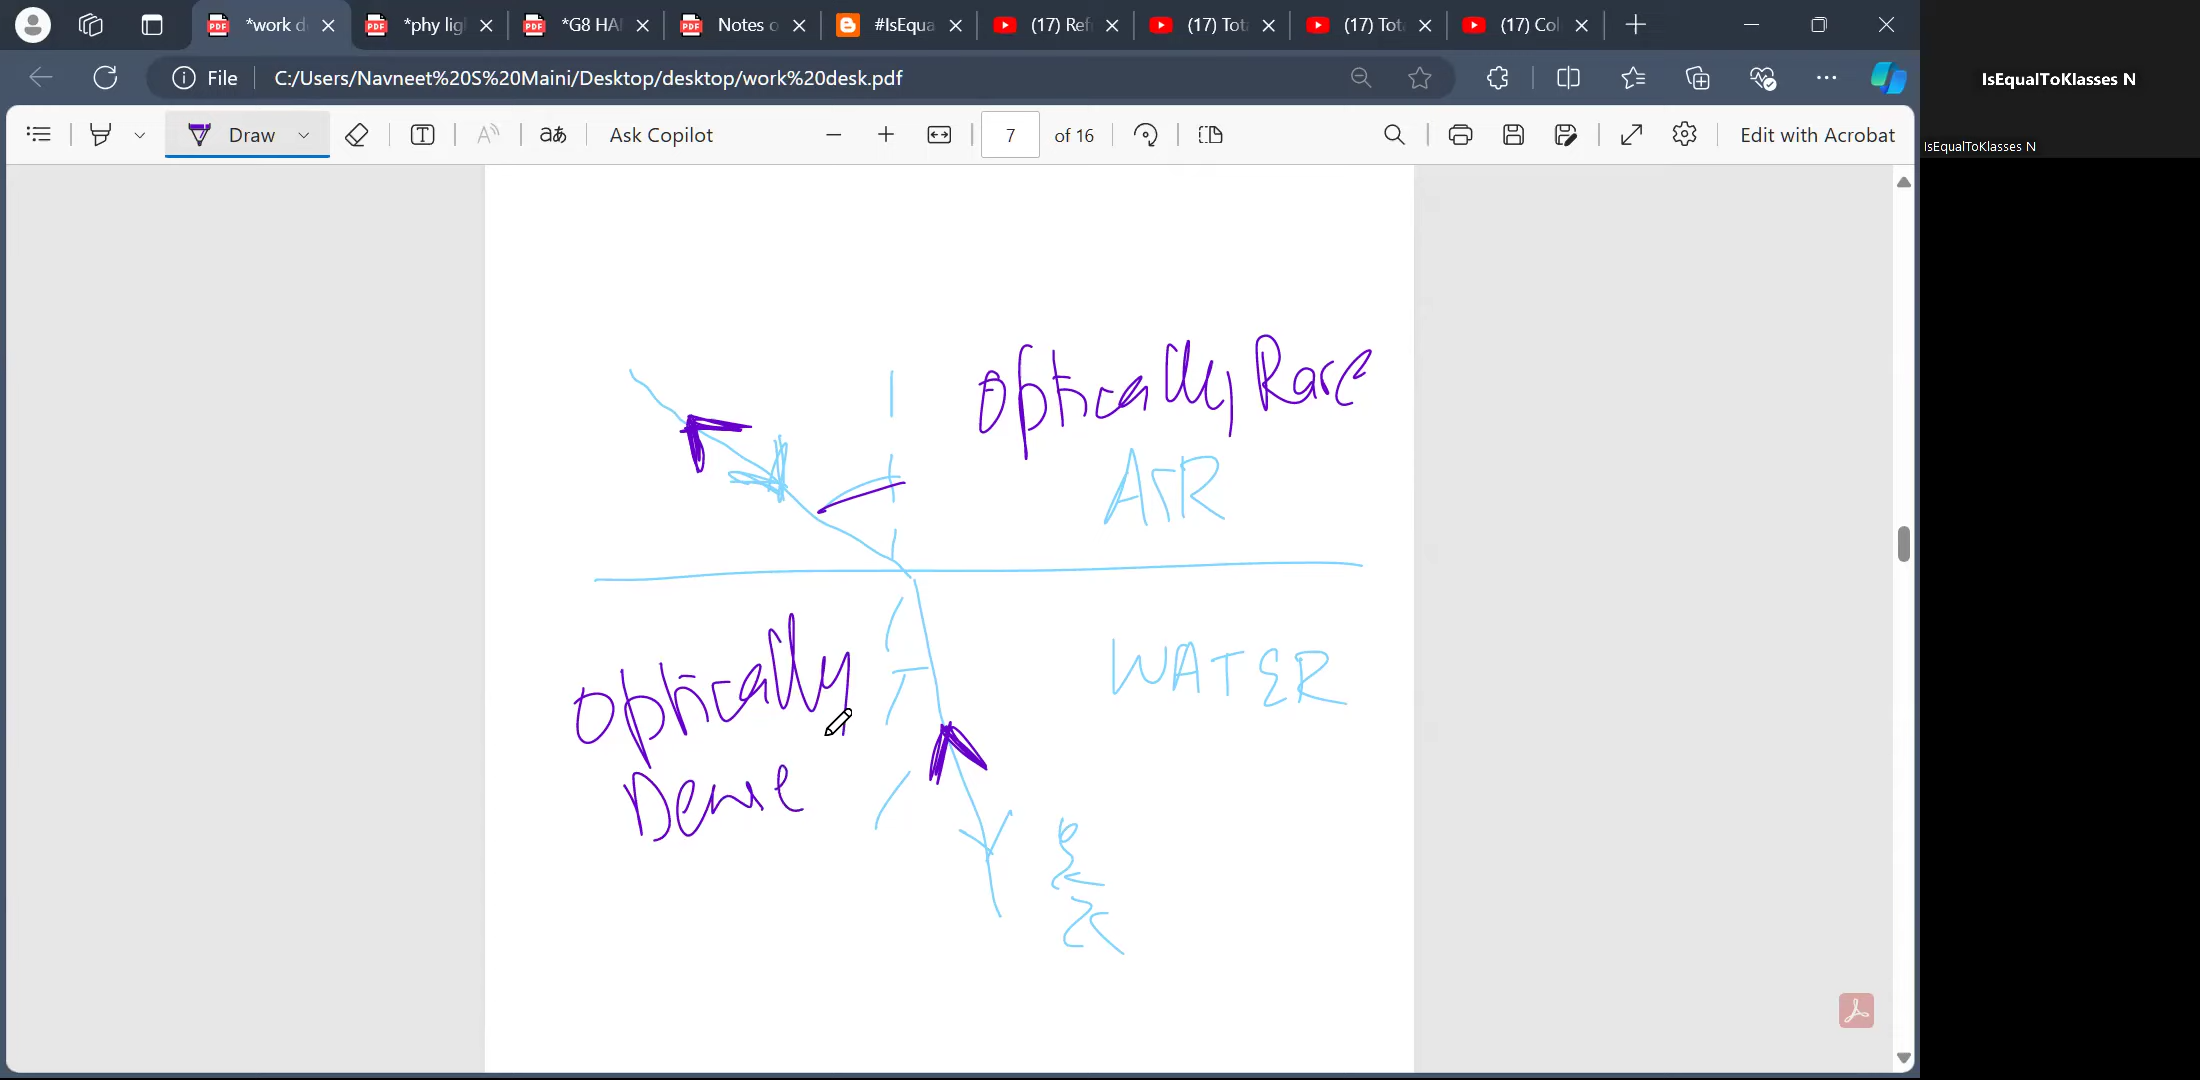 *work d
*phy lig
*G8 HA
Notes o
#IsEqua
(17) Ref
(17) Tot
(17) Tot
(17) Col
File
C:/Users/Navneet%20S%20Maini/Desktop/desktop/work%20desk.pdf
Draw
Ask Copilot
7
of 16
Edit with Acrobat
IsEqualToKlasses N
IsEqualToKlasses N
Optically Rare
AIR
Optically
Dense
WATER